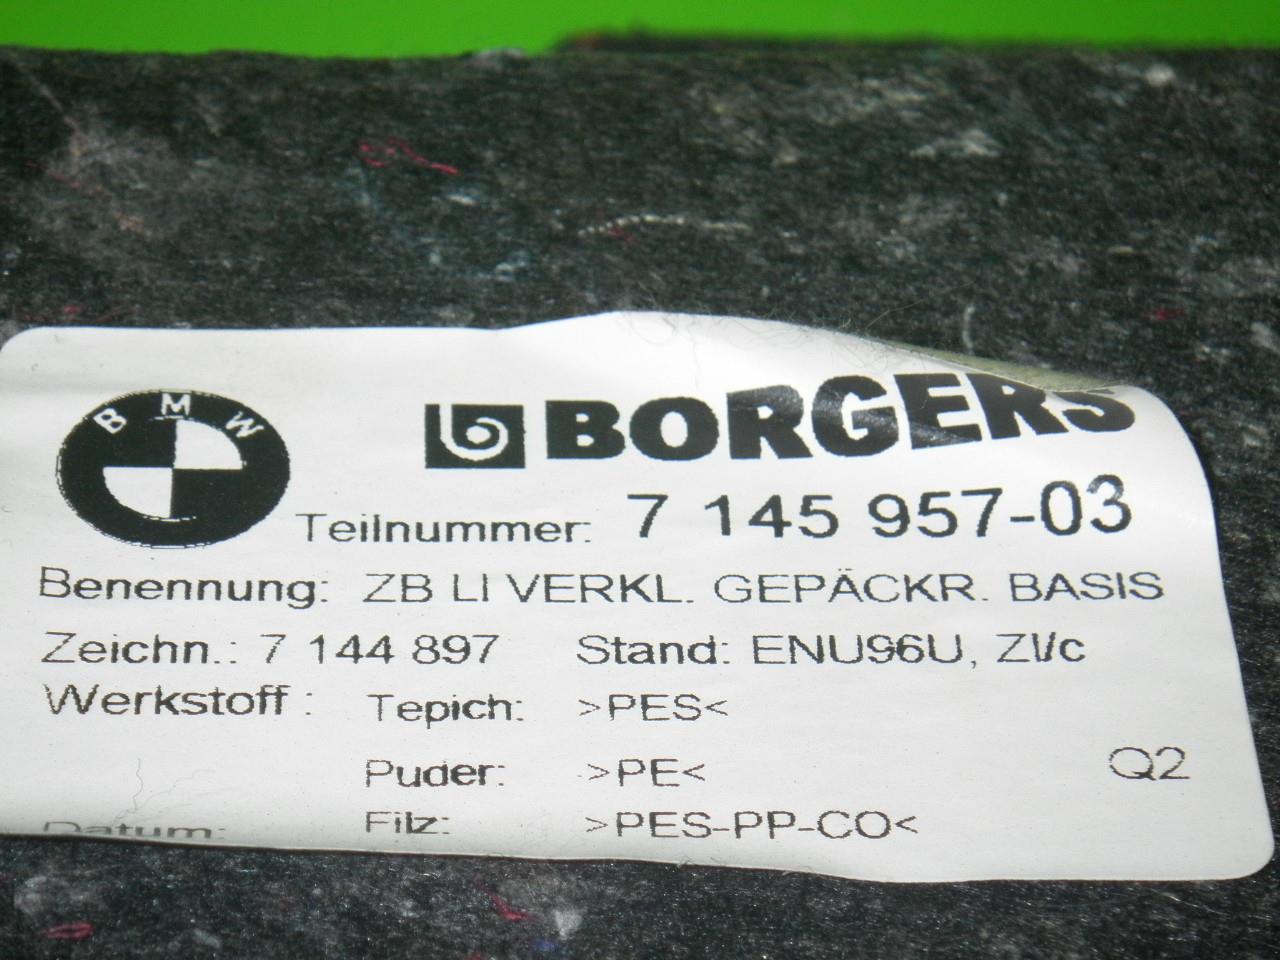 BMW
BORGERS
Teilnummer: 7 145 957-03
Benennung: ZB LI VERKL. GEPÄCKR. BASIS
Zeichn.: 7 144 897 Stand: ENU96U, ZI/c
Werkstoff : Tepich: >PES<
Puder: >PE< Q2
Datum: Filz: >PES-PP-CO<